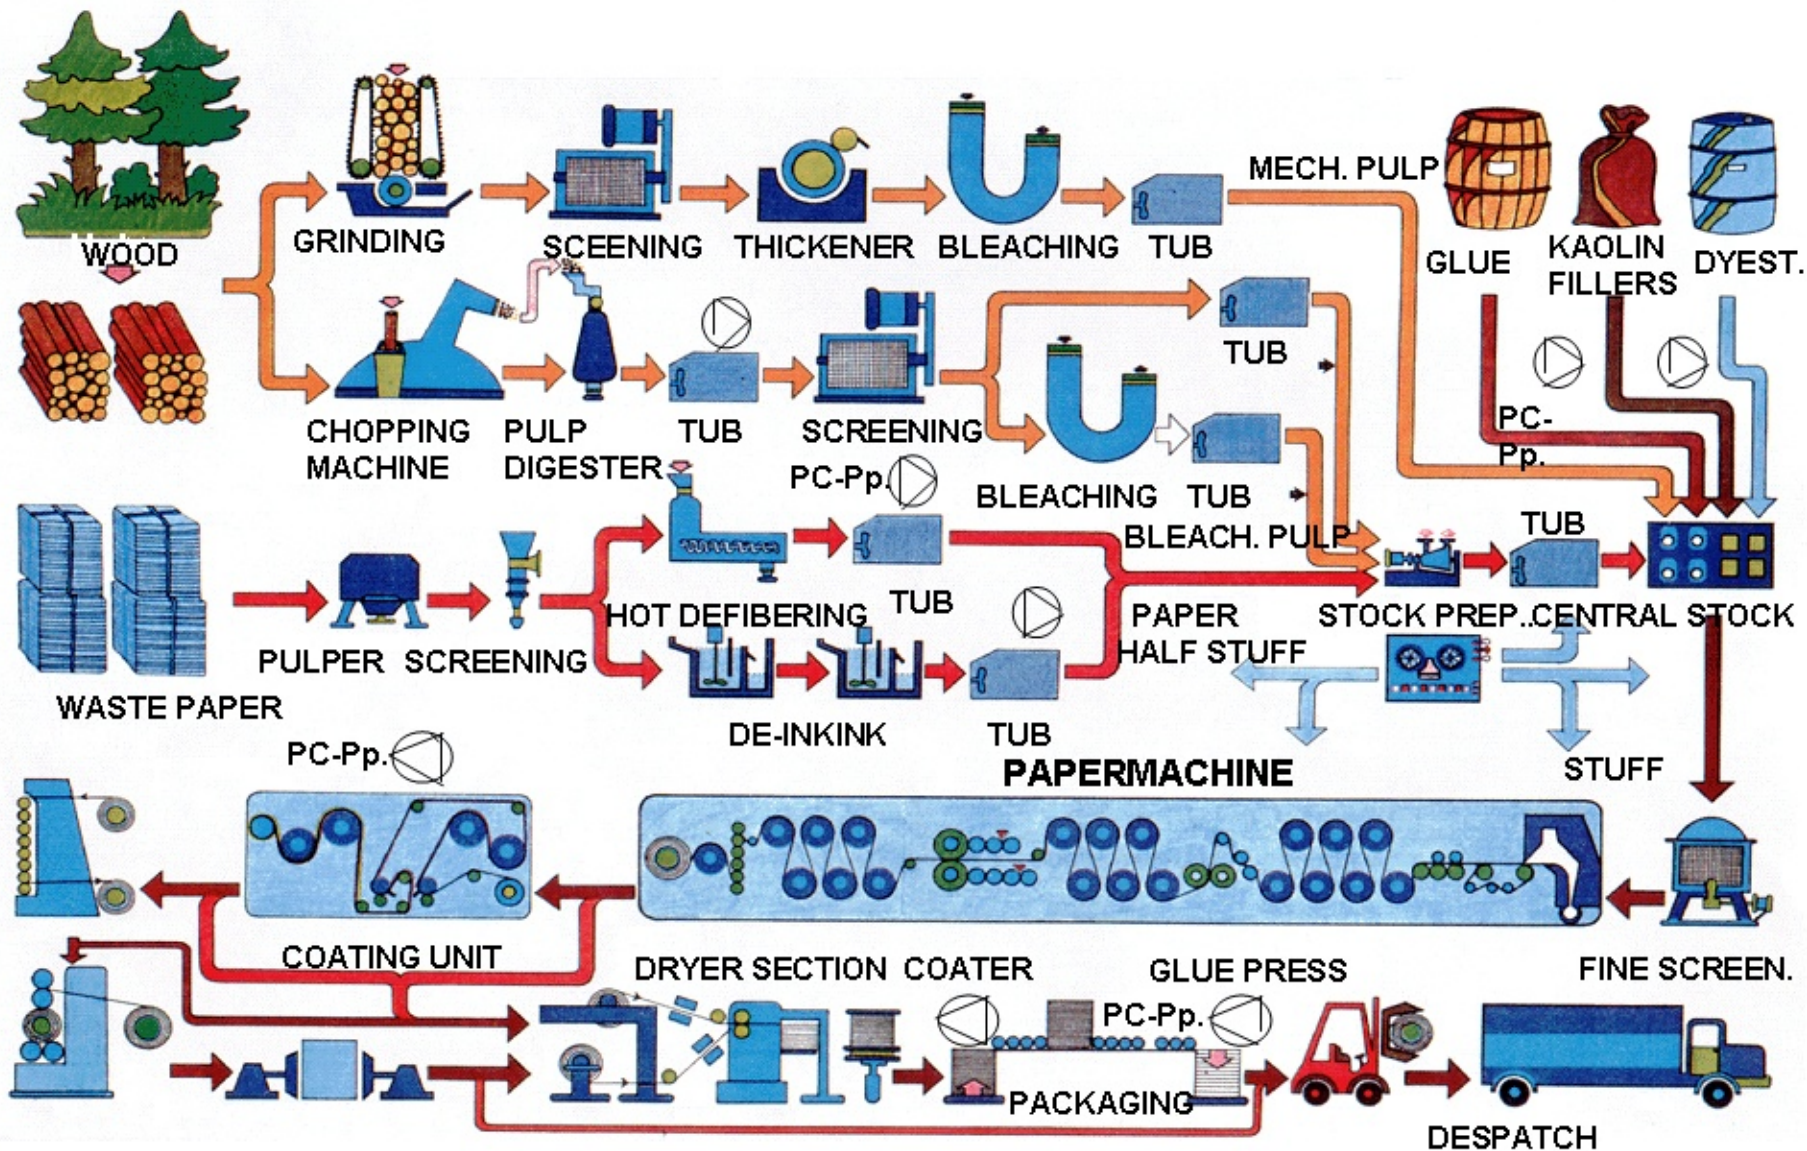 MECH. PULP
WOOD
GRINDING
SCEENING
THICKENER
BLEACHING
TUB
GLUE
KAOLIN
FILLERS
DYEST.
TUB
PC-
Pp.
CHOPPING
MACHINE
PULP
DIGESTER
TUB
SCREENING
PC-Pp.
BLEACHING
TUB
BLEACH. PULP
TUB
HOT DEFIBERING
TUB
PAPER
HALF STUFF
STOCK PREP..CENTRAL STOCK
PULPER
SCREENING
WASTE PAPER
DE-INKINK
TUB
PC-Pp.
PAPERMACHINE
STUFF
COATING UNIT
DRYER SECTION
COATER
GLUE PRESS
FINE SCREEN.
PC-Pp.
PACKAGING
DESPATCH